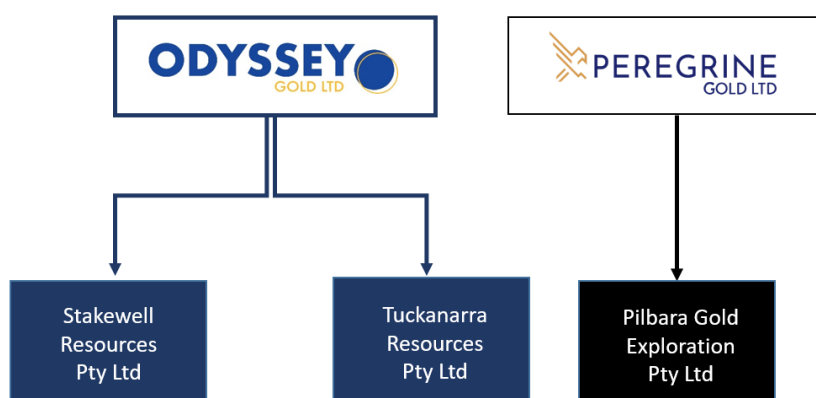 ODYSSEY
GOLD LTD
PEREGRINE
GOLD LTD
Stakewell
Resources
Pty Ltd
Tuckanarra
Resources
Pty Ltd
Pilbara Gold
Exploration
Pty Ltd